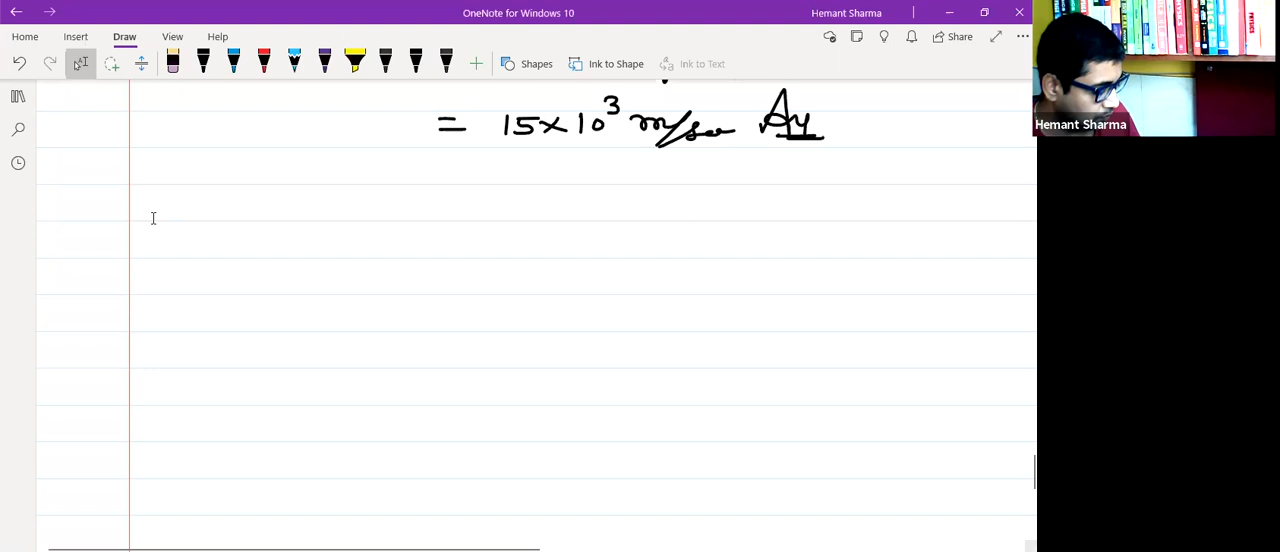 OneNote for Windows 10
Hemant Sharma
Home Insert Draw View Help
Share
Shapes Ink to Shape Ink to Text
= 15 × 10³ m/sec Ay
Hemant Sharma
PHYSICS